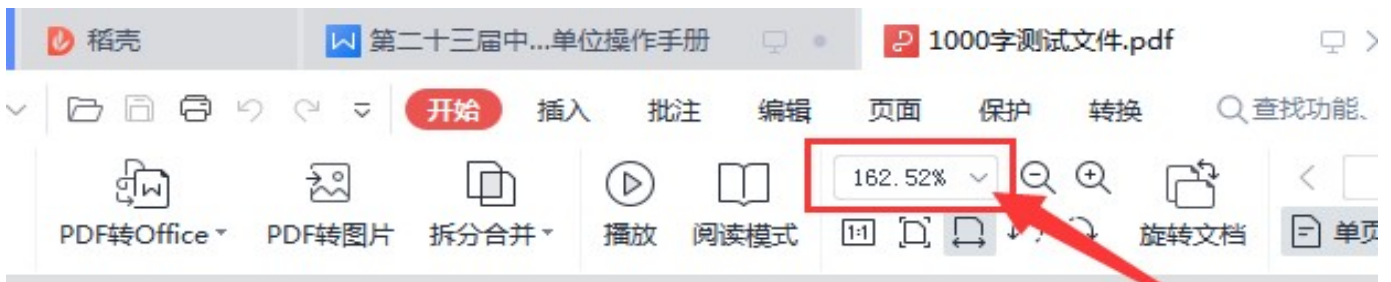 稻壳 第二十三届中...单位操作手册 1000字测试文件.pdf
开始 插入 批注 编辑 页面 保护 转换 查找功能、
162.52%
PDF转Office PDF转图片 拆分合并 播放 阅读模式 1:1 旋转文档 单页